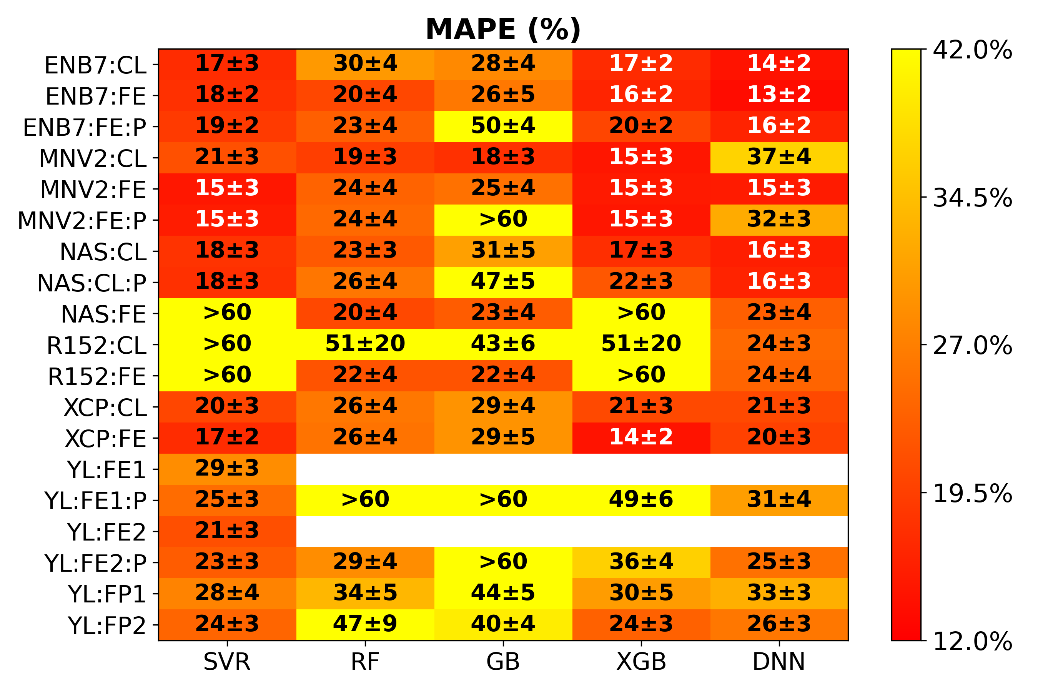 MAPE (%)
ENB7:CL 17±3 30±4 28±4 17±2 14±2
ENB7:FE 18±2 20±4 26±5 16±2 13±2
ENB7:FE:P 19±2 23±4 50±4 20±2 16±2
MNV2:CL 21±3 19±3 18±3 15±3 37±4
MNV2:FE 15±3 24±4 25±4 15±3 15±3
MNV2:FE:P 15±3 24±4 >60 15±3 32±3
NAS:CL 18±3 23±3 31±5 17±3 16±3
NAS:CL:P 18±3 26±4 47±5 22±3 16±3
NAS:FE >60 20±4 23±4 >60 23±4
R152:CL >60 51±20 43±6 51±20 24±3
R152:FE >60 22±4 22±4 >60 24±4
XCP:CL 20±3 26±4 29±4 21±3 21±3
XCP:FE 17±2 26±4 29±5 14±2 20±3
YL:FE1 29±3
YL:FE1:P 25±3 >60 >60 49±6 31±4
YL:FE2 21±3
YL:FE2:P 23±3 29±4 >60 36±4 25±3
YL:FP1 28±4 34±5 44±5 30±5 33±3
YL:FP2 24±3 47±9 40±4 24±3 26±3
SVR RF GB XGB DNN
42.0%
34.5%
27.0%
19.5%
12.0%